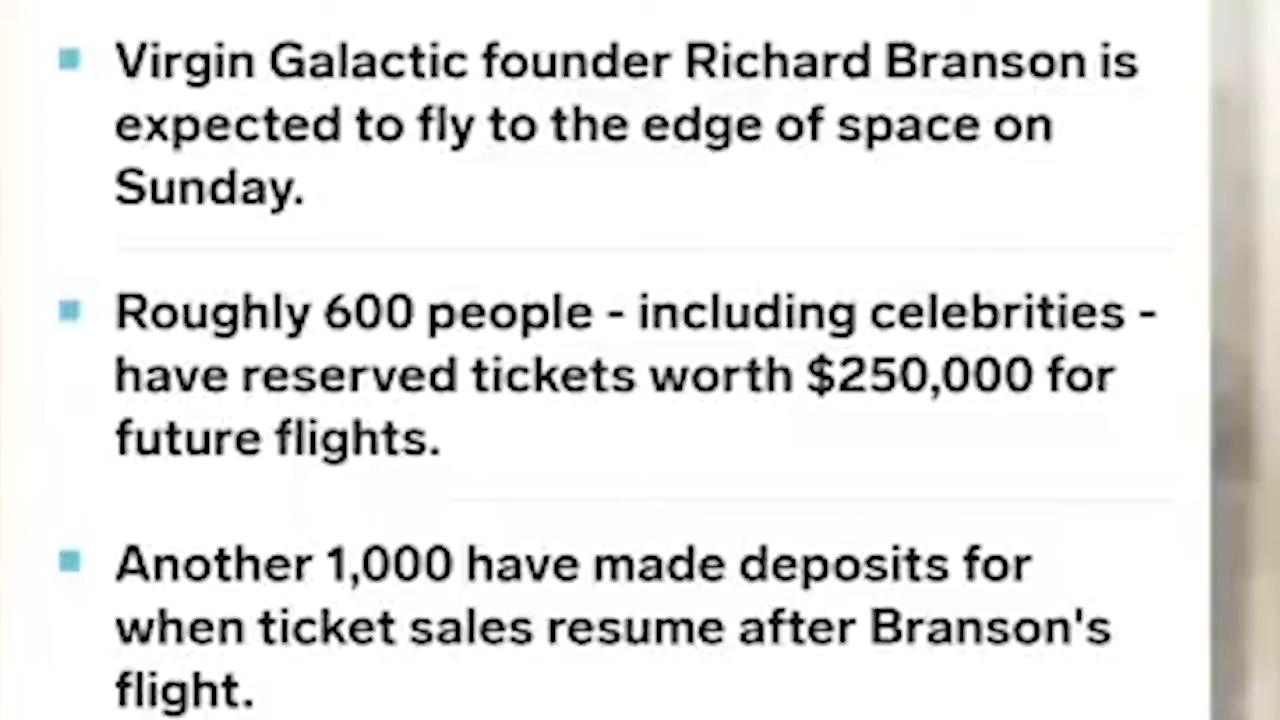 Virgin Galactic founder Richard Branson is
expected to fly to the edge of space on
Sunday.
Roughly 600 people - including celebrities -
have reserved tickets worth $250,000 for
future flights.
Another 1,000 have made deposits for
when ticket sales resume after Branson's
flight.